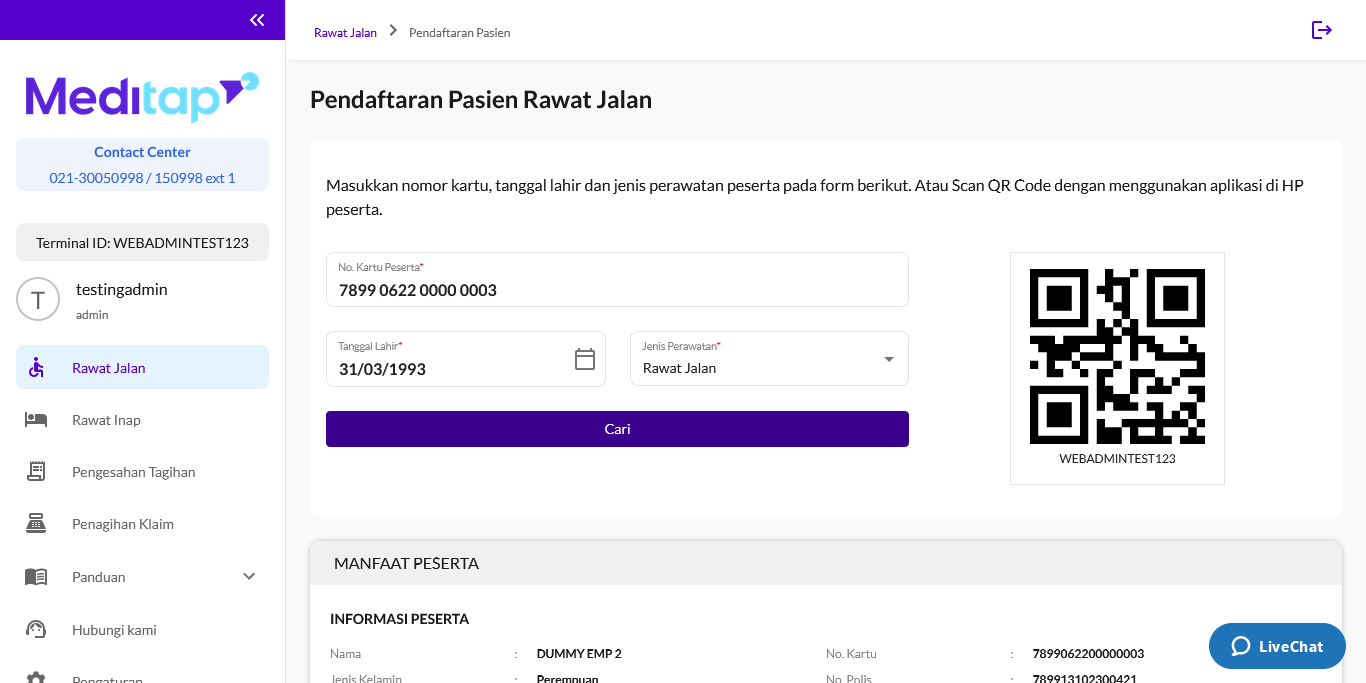 Rawat Jalan > Pendaftaran Pasien
Meditap
Contact Center
021-30050998 / 150998 ext 1
Terminal ID: WEBADMINTEST123
T
testingadmin
admin
Rawat Jalan
Rawat Inap
Pengesahan Tagihan
Penagihan Klaim
Panduan
Hubungi kami
Pengaturan
Pendaftaran Pasien Rawat Jalan
Masukkan nomor kartu, tanggal lahir dan jenis perawatan peserta pada form berikut. Atau Scan QR Code dengan menggunakan aplikasi di HP
peserta.
No. Kartu Peserta*
7899 0622 0000 0003
Tanggal Lahir*
31/03/1993
Jenis Perawatan*
Rawat Jalan
Cari
WEBADMINTEST123
MANFAAT PESERTA
INFORMASI PESERTA
Nama : DUMMY EMP 2
No. Kartu : 7899062200000003
Jenis Kelamin : Perempuan
No. Polis : 789913102300421
LiveChat